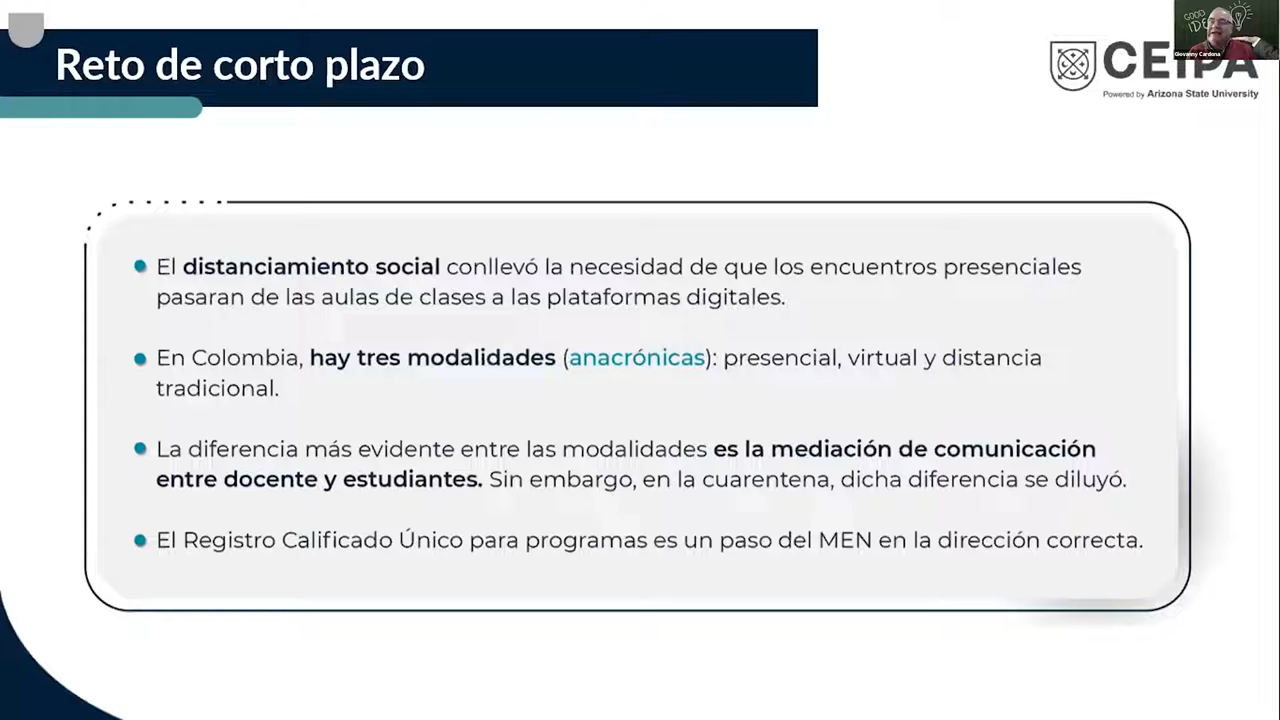 Reto de corto plazo
GOOD
IDE
Giovanny Cardona
CEIPA
Powered by Arizona State University
El distanciamiento social conllevó la necesidad de que los encuentros presenciales
pasaran de las aulas de clases a las plataformas digitales.
En Colombia, hay tres modalidades (anacrónicas): presencial, virtual y distancia
tradicional.
La diferencia más evidente entre las modalidades es la mediación de comunicación
entre docente y estudiantes. Sin embargo, en la cuarentena, dicha diferencia se diluyó.
El Registro Calificado Único para programas es un paso del MEN en la dirección correcta.